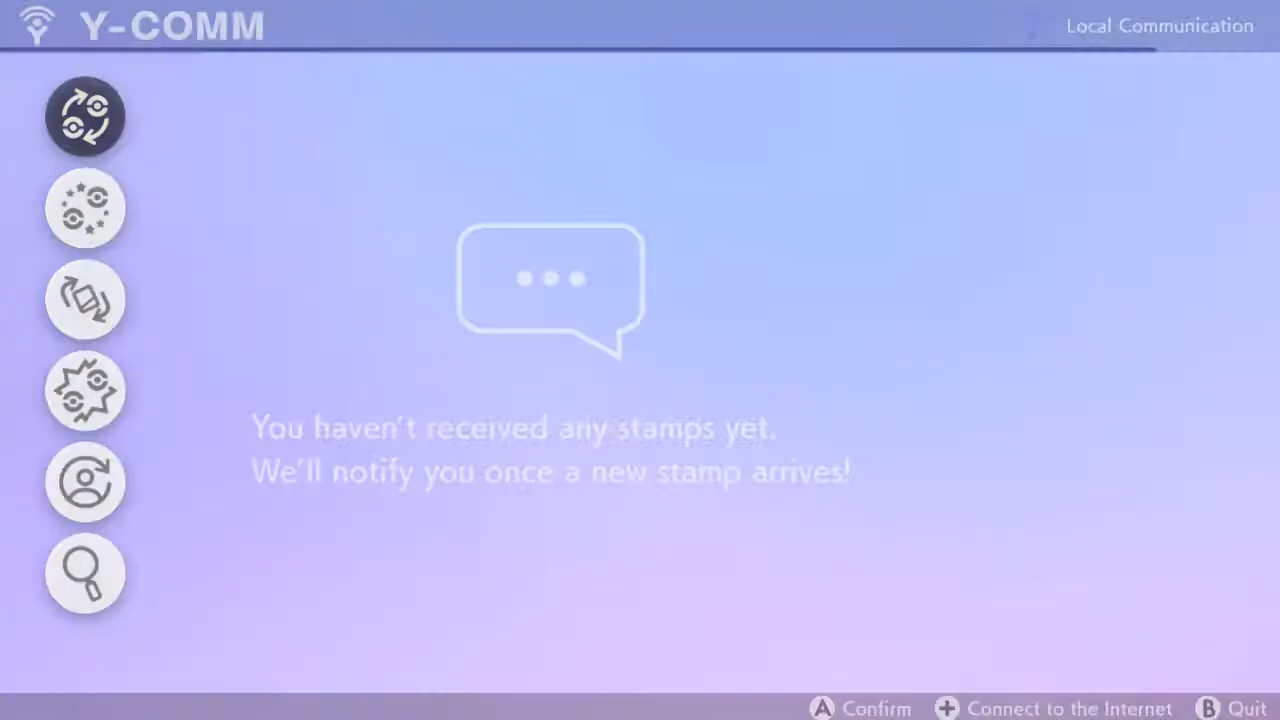 Y-COMM
Local Communication
You haven't received any stamps yet.
We'll notify you once a new stamp arrives!
A Confirm + Connect to the Internet B Quit